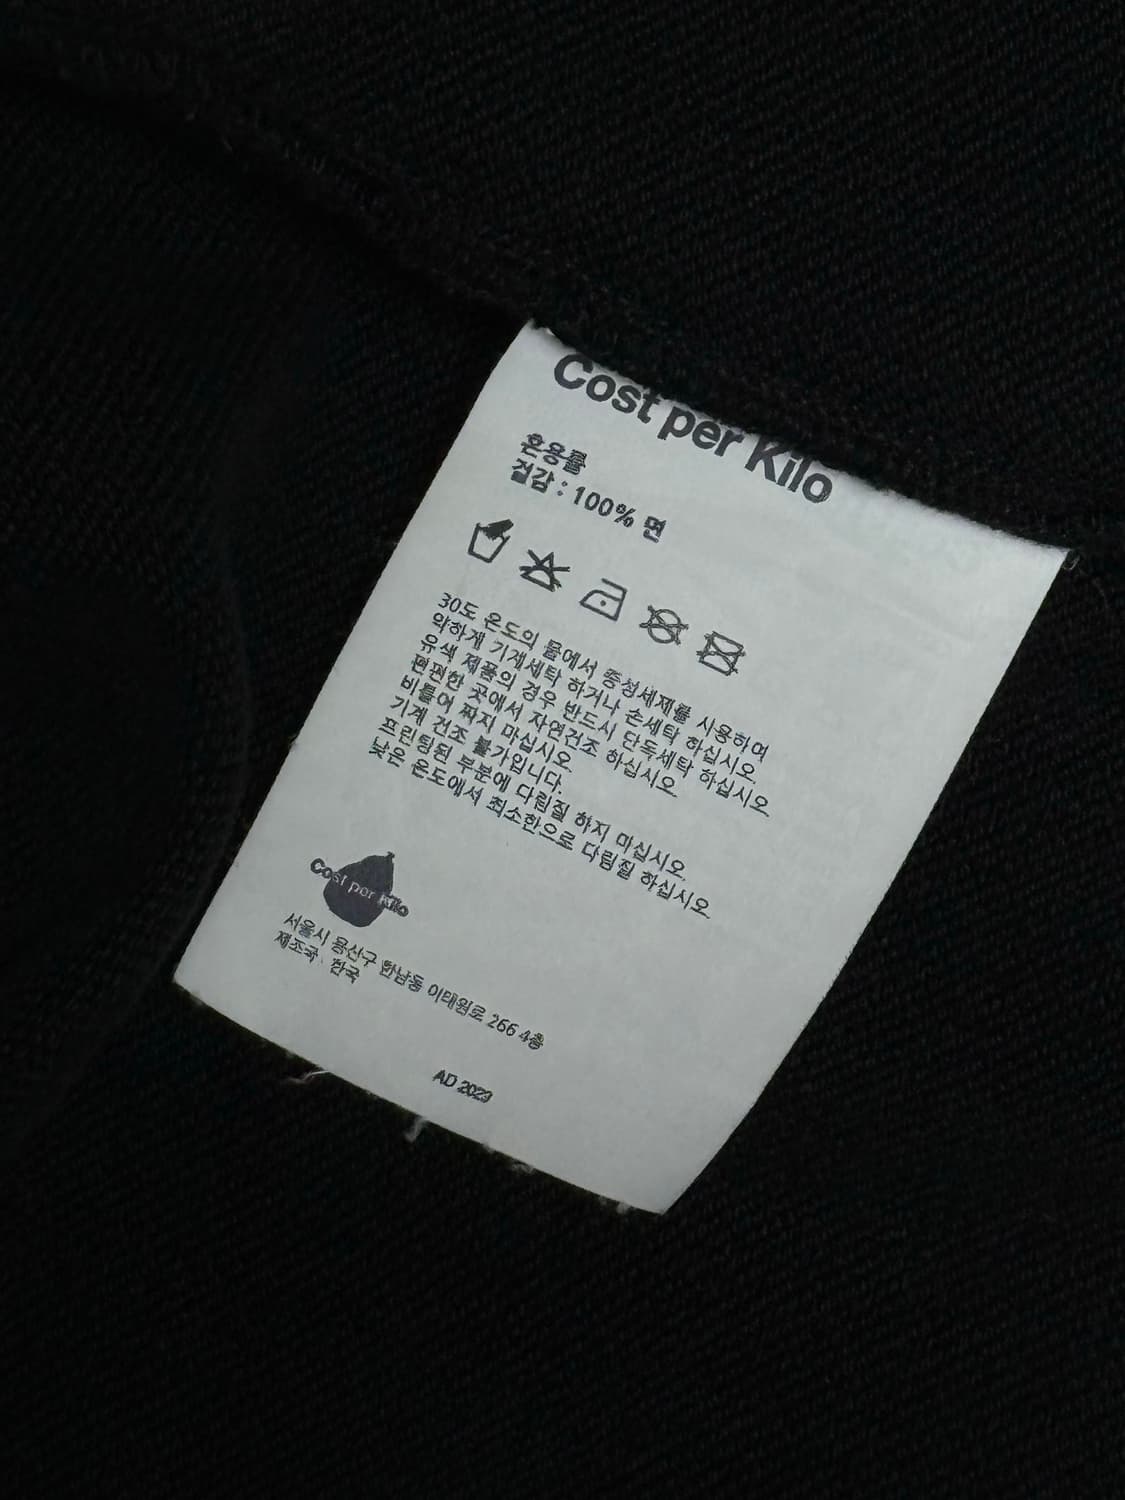 Cost per Kilo
혼용률
겉감 : 100% 면
30도 온도의 물에서 중성세제를 사용하여
약하게 기계세탁 하거나 손세탁 하십시오.
유색 제품의 경우 반드시 단독세탁 하십시오.
편편한 곳에서 자연건조 하십시오.
비틀어 짜지 마십시오.
기계 건조 불가입니다.
프린팅된 부분에 다림질 하지 마십시오.
낮은 온도에서 최소한으로 다림질 하십시오.
Cost per Kilo
서울시 용산구 한남동 이태원로 266 4층
제조국 : 한국
AD 2023